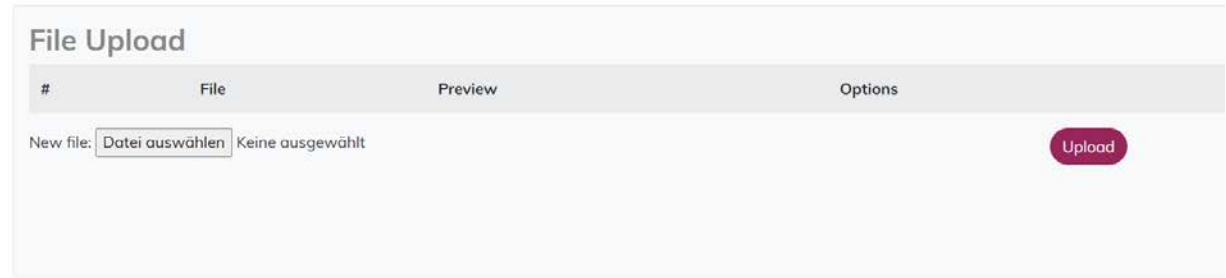 File Upload
# File Preview Options
New file: Datei auswählen Keine ausgewählt Upload